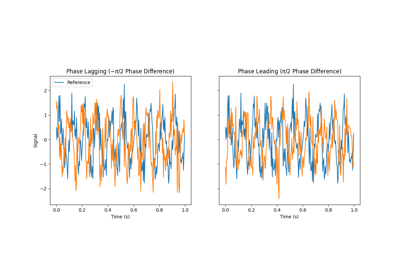 Phase Lagging (−π/2 Phase Difference)
Phase Leading (π/2 Phase Difference)
Reference
Signal
2
1
0
−1
−2
0.0 0.2 0.4 0.6 0.8 1.0
0.0 0.2 0.4 0.6 0.8 1.0
Time (s)
Time (s)